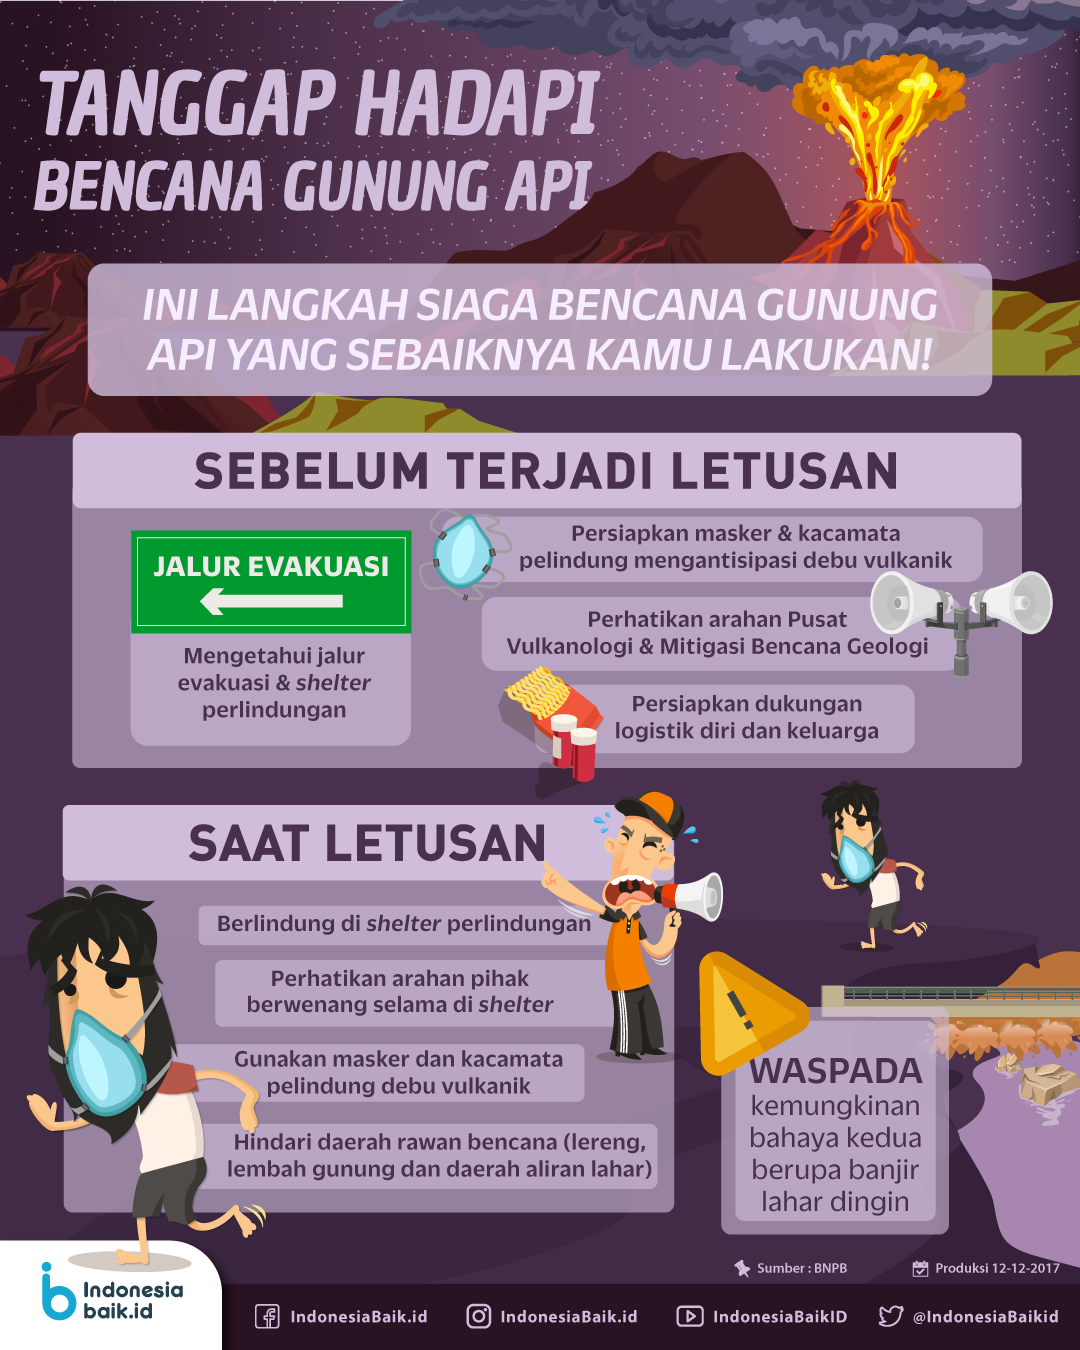 TANGGAP HADAPI
BENCANA GUNUNG API
INI LANGKAH SIAGA BENCANA GUNUNG
API YANG SEBAIKNYA KAMU LAKUKAN!
SEBELUM TERJADI LETUSAN
JALUR EVAKUASI
Mengetahui jalur
evakuasi & shelter
perlindungan
Persiapkan masker & kacamata
pelindung mengantisipasi debu vulkanik
Perhatikan arahan Pusat
Vulkanologi & Mitigasi Bencana Geologi
Persiapkan dukungan
logistik diri dan keluarga
SAAT LETUSAN
Berlindung di shelter perlindungan
Perhatikan arahan pihak
berwenang selama di shelter
Gunakan masker dan kacamata
pelindung debu vulkanik
Hindari daerah rawan bencana (lereng,
lembah gunung dan daerah aliran lahar)
!
WASPADA
kemungkinan
bahaya kedua
berupa banjir
lahar dingin
Sumber : BNPB
Produksi 12-12-2017
Indonesia
baik.id
IndonesiaBaik.id
IndonesiaBaik.id
IndonesiaBaikID
@IndonesiaBaikid